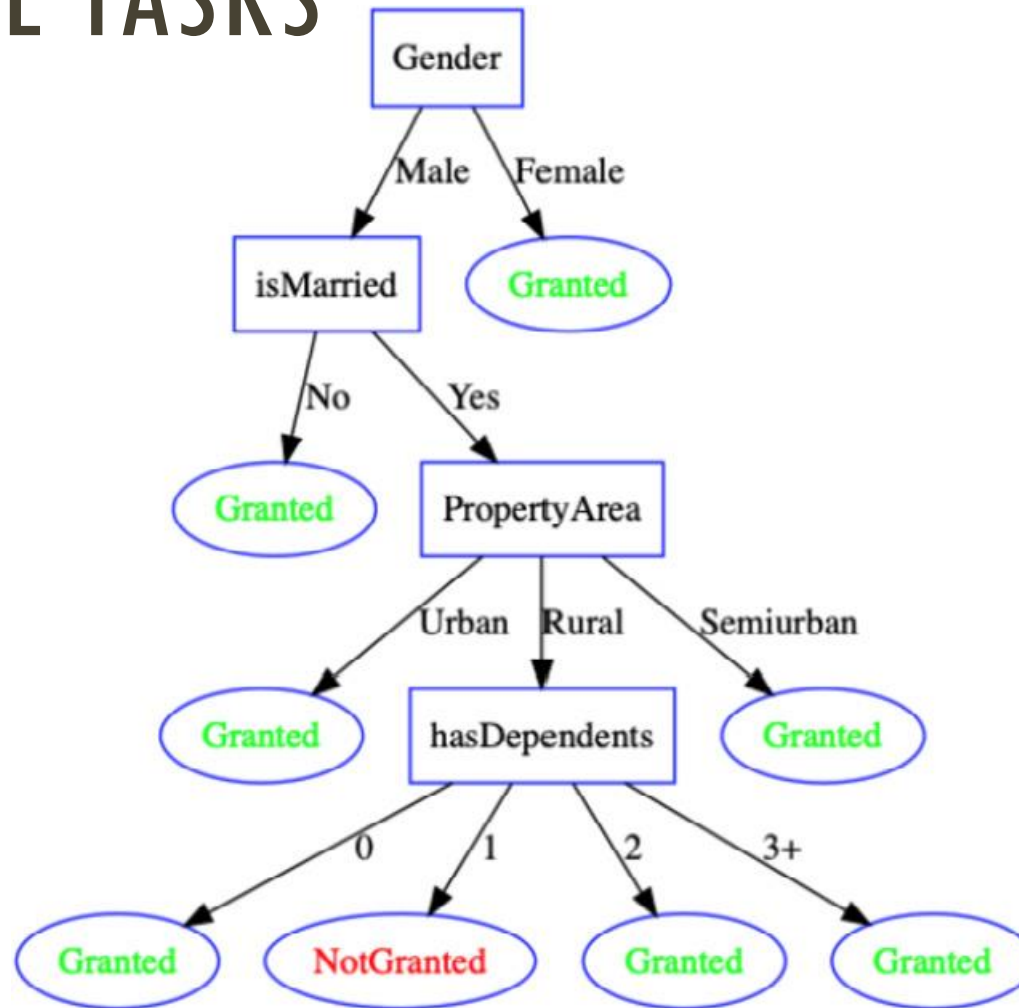 E TASKS
Gender
Male Female
isMarried Granted
No Yes
Granted PropertyArea
Urban Rural Semiurban
Granted hasDependents Granted
0 1 2 3+
Granted NotGranted Granted Granted